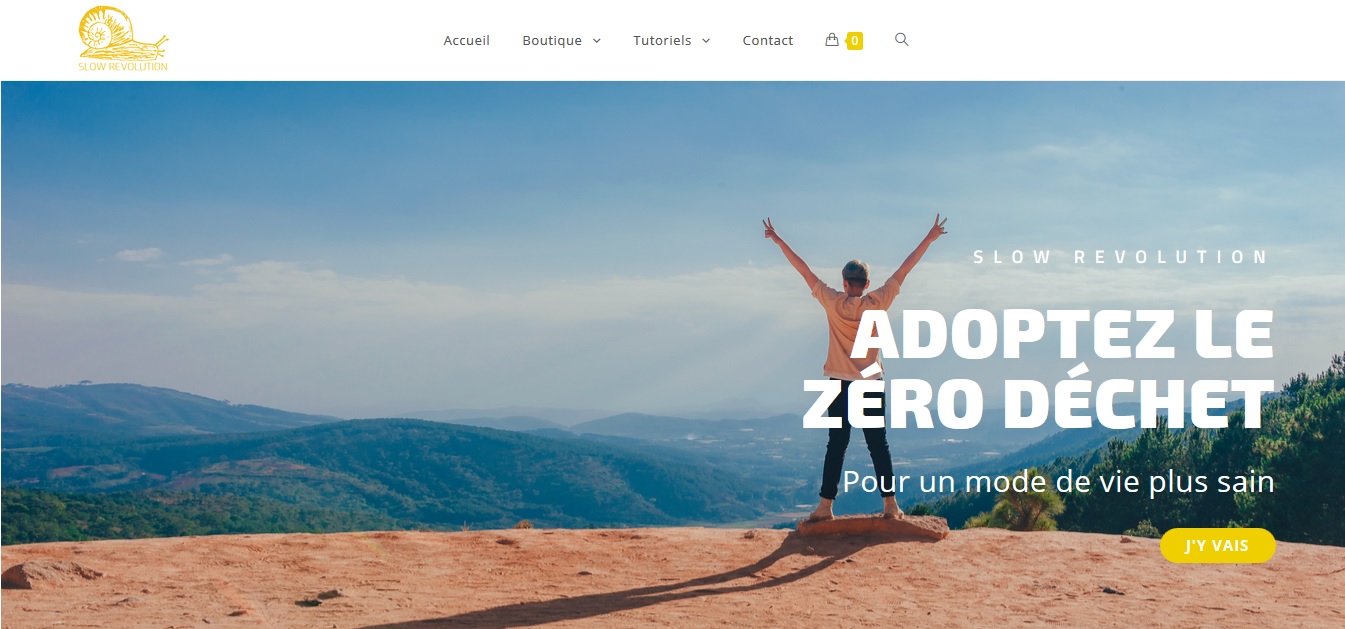 SLOW REVOLUTION
Accueil Boutique Tutoriels Contact 0
SLOW REVOLUTION
ADOPTEZ LE
ZÉRO DÉCHET
Pour un mode de vie plus sain
J'Y VAIS